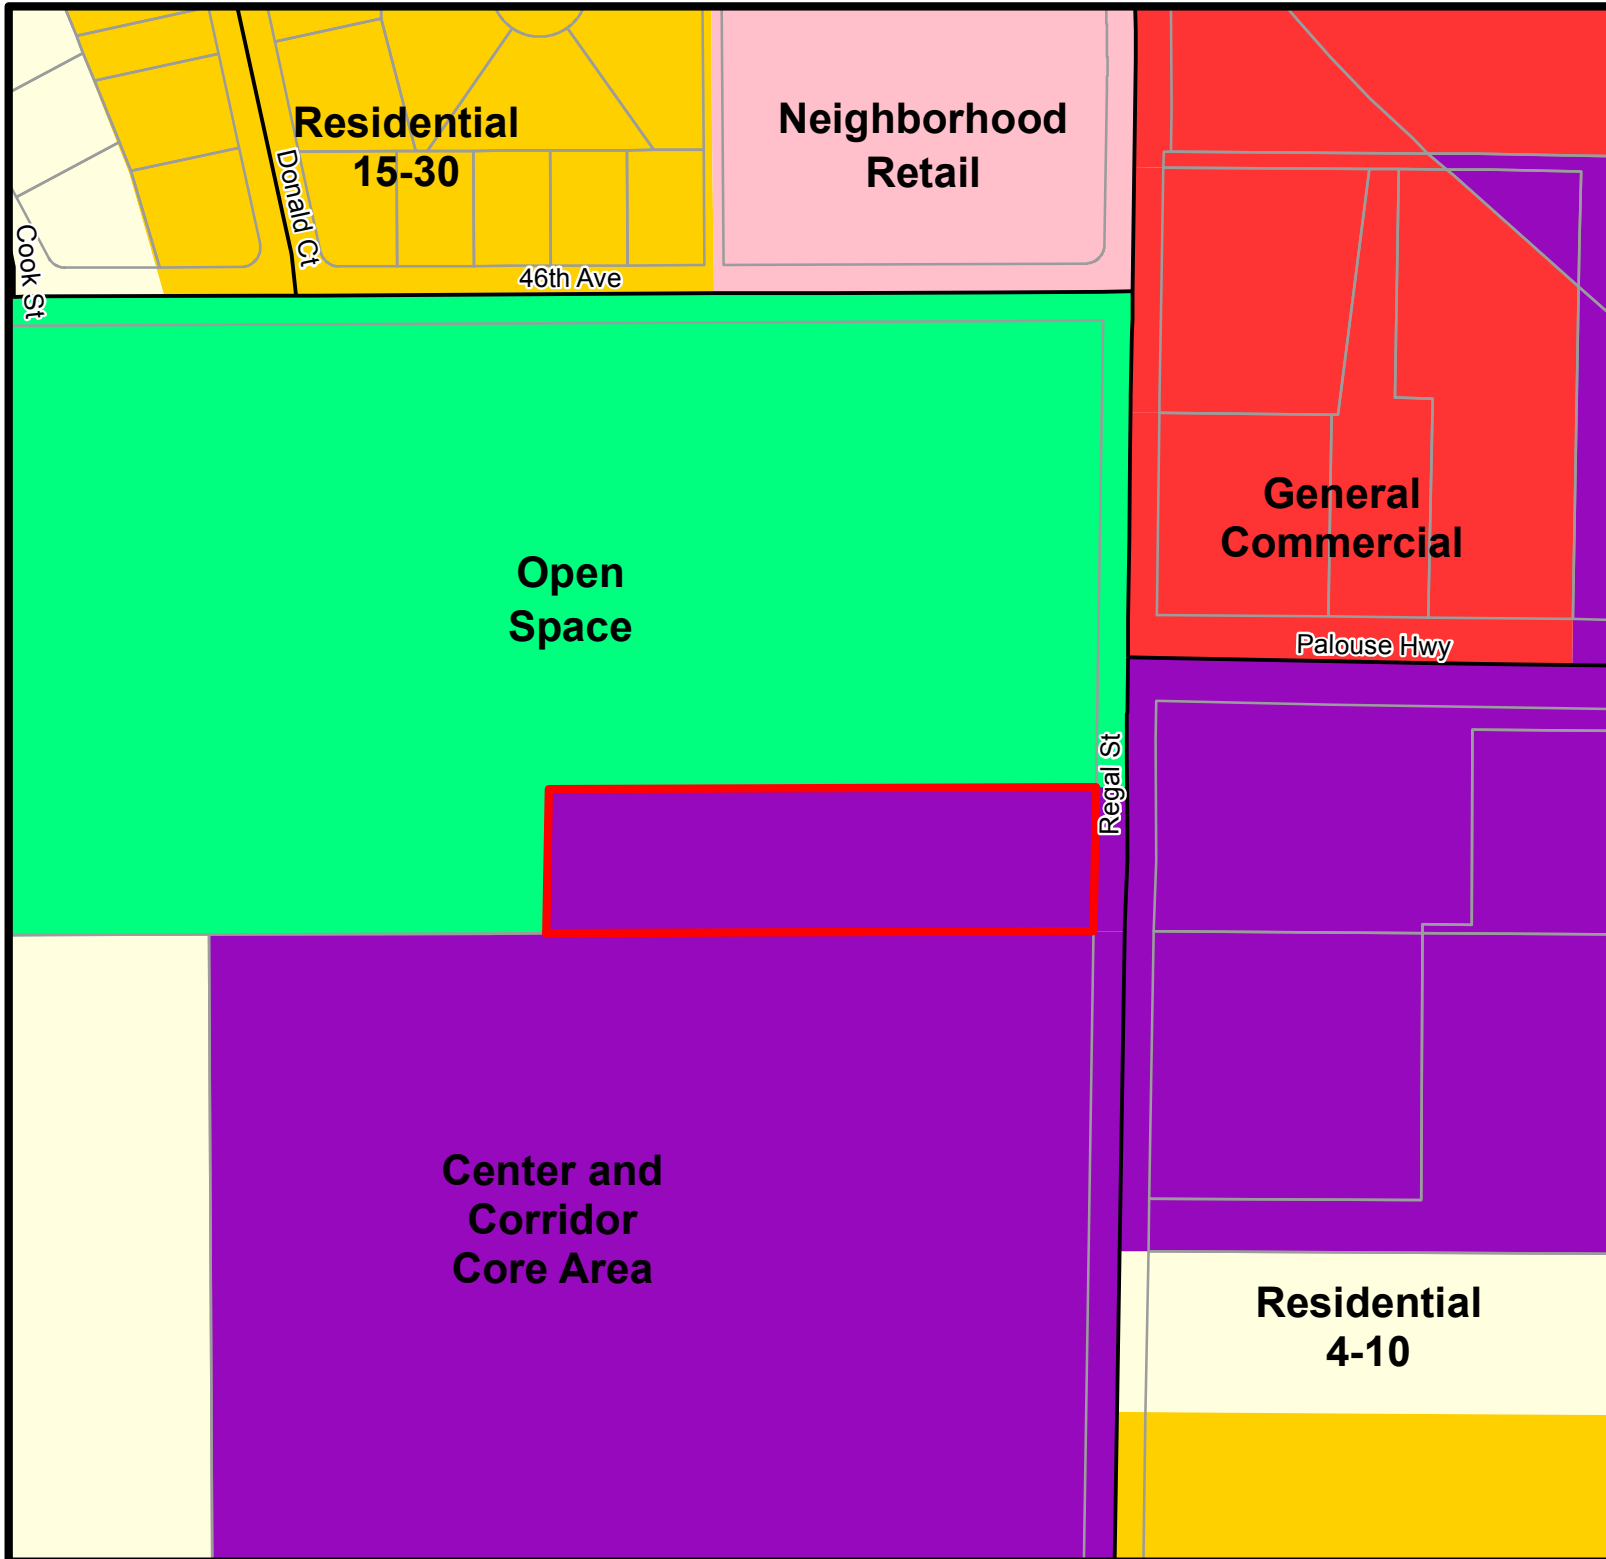 Residential
15-30
Neighborhood
Retail
Donald Ct
Cook St
46th Ave
General
Commercial
Open
Space
Palouse Hwy
Regal St
Center and
Corridor
Core Area
Residential
4-10